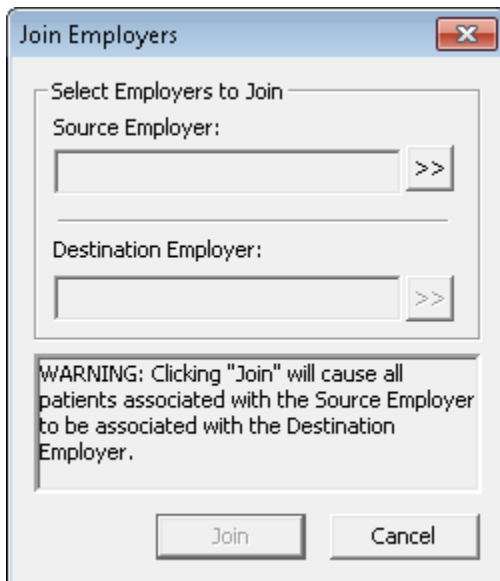 Join Employers
Select Employers to Join
Source Employer:
>>
Destination Employer:
>>
WARNING: Clicking "Join" will cause all
patients associated with the Source Employer
to be associated with the Destination
Employer.
Join
Cancel